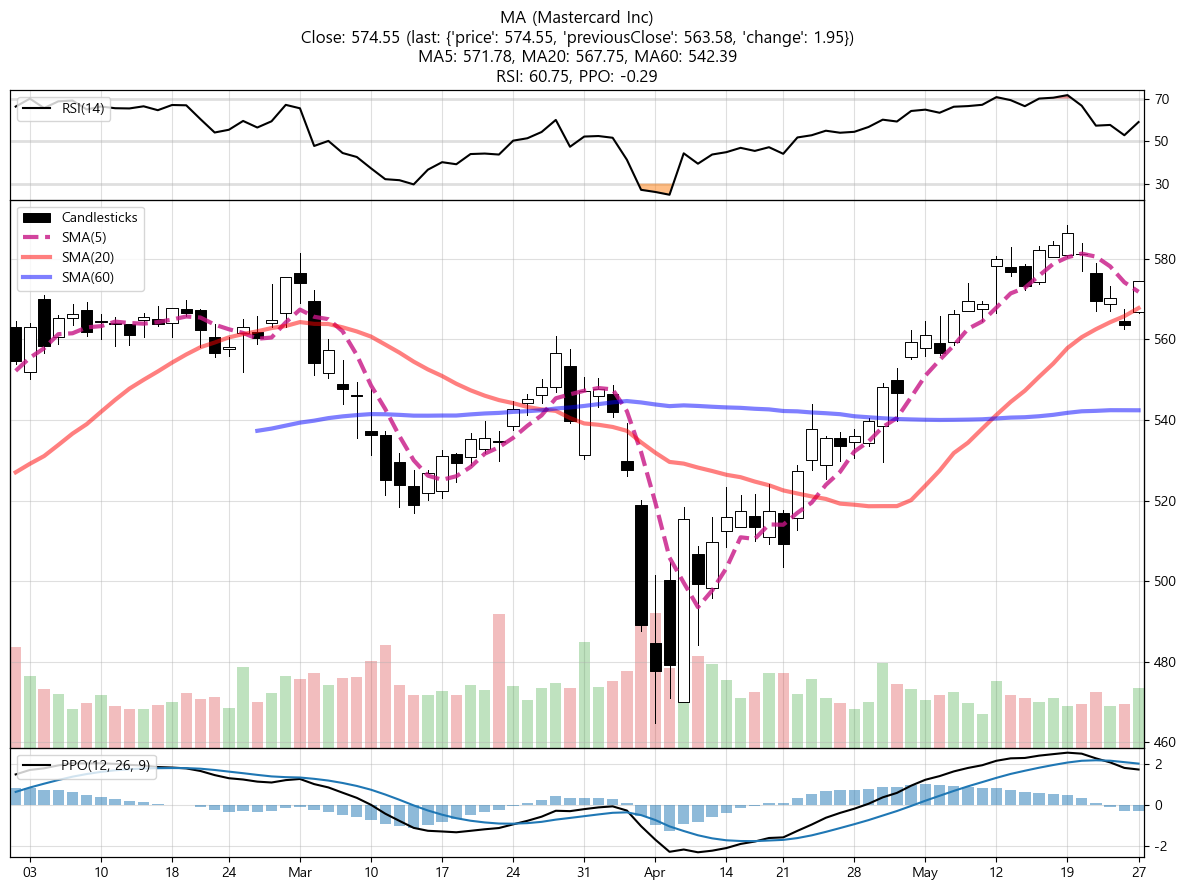 MA (Mastercard Inc)
Close: 574.55 (last: {'price': 574.55, 'previousClose': 563.58, 'change': 1.95})
MA5: 571.78, MA20: 567.75, MA60: 542.39
RSI: 60.75, PPO: -0.29
RSI(14)
70
50
30
Candlesticks
SMA(5)
SMA(20)
SMA(60)
580
560
540
520
500
480
460
PPO(12, 26, 9)
2
0
-2
03 10 18 24 Mar 10 17 24 31 Apr 14 21 28 May 12 19 27